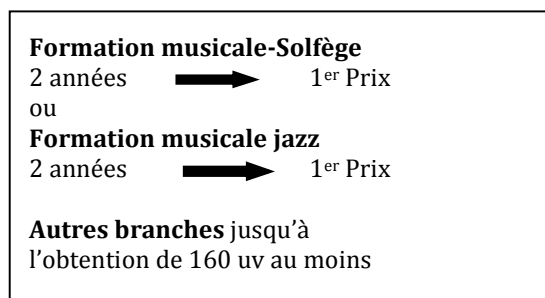 Formation musicale-Solfège
2 années 1er Prix
ou
Formation musicale jazz
2 années 1er Prix
Autres branches jusqu’à
l’obtention de 160 uv au moins